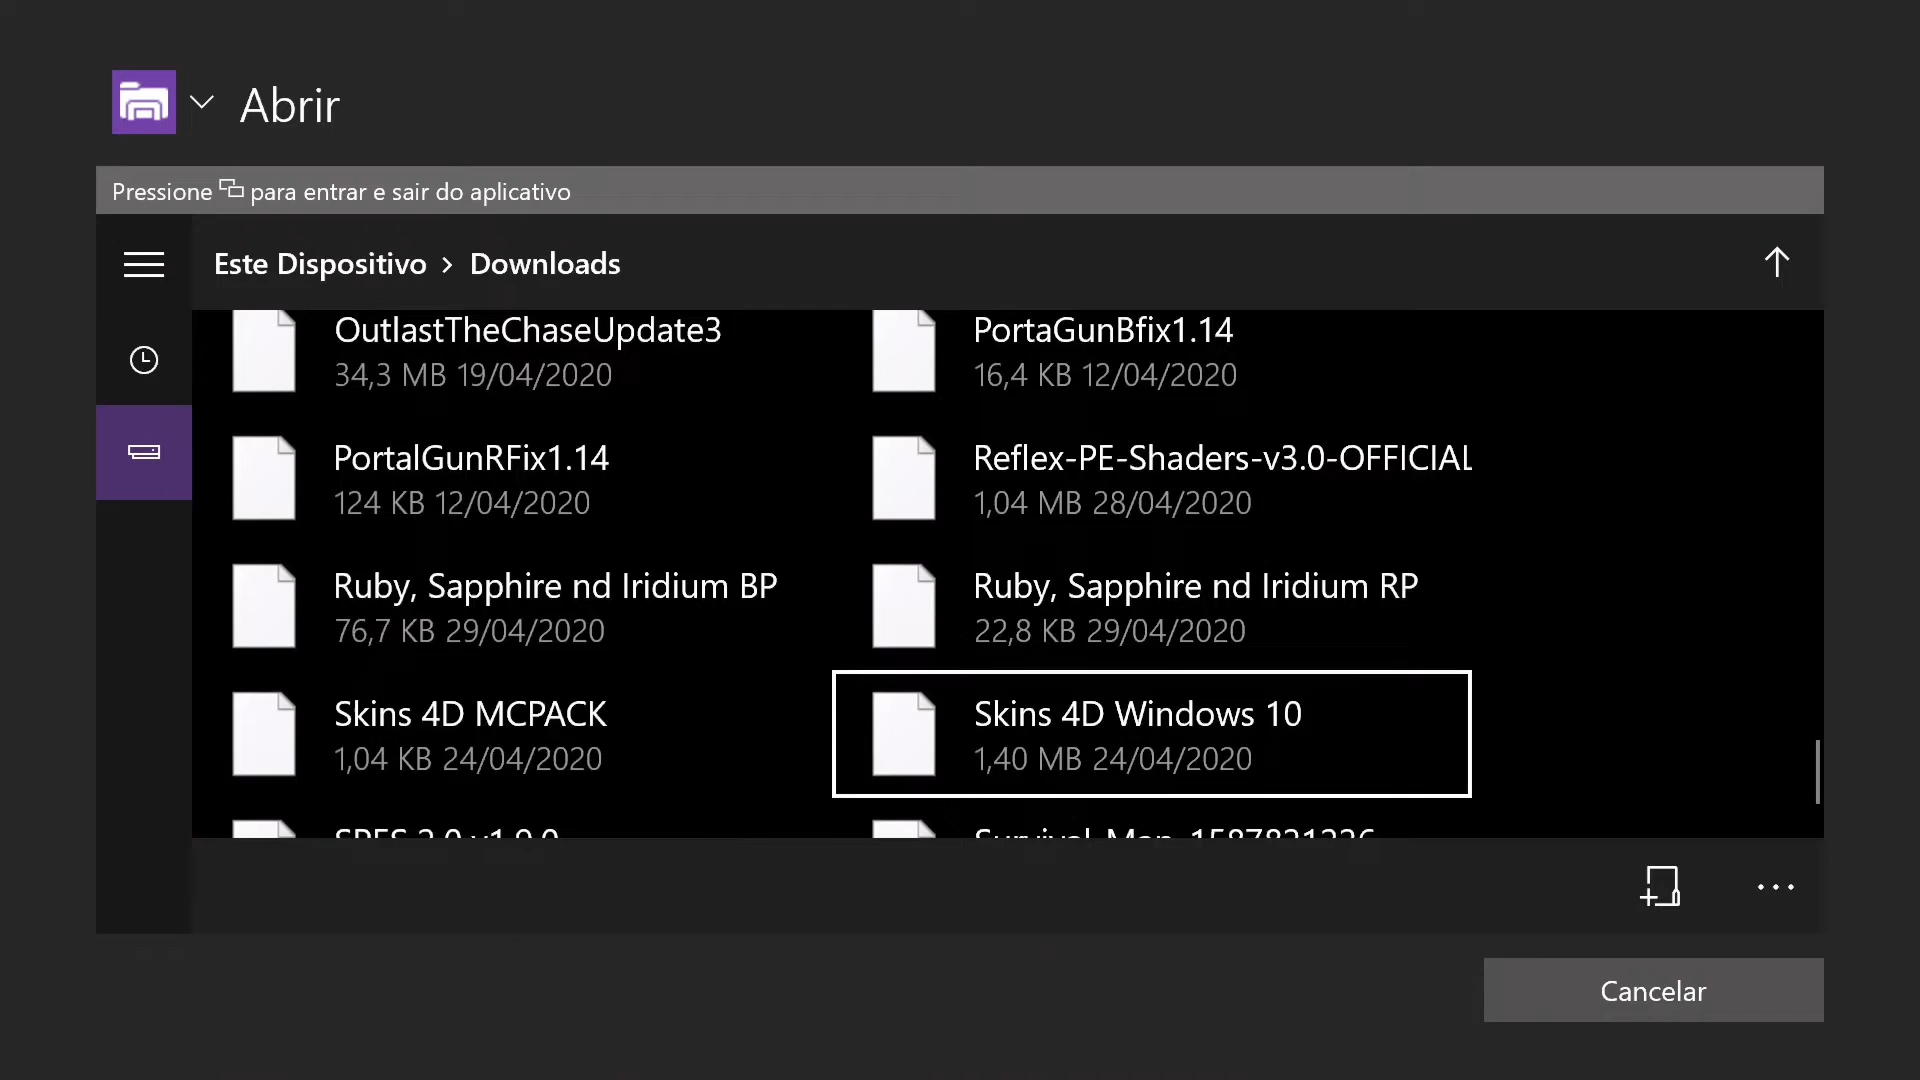 Abrir
Pressione para entrar e sair do aplicativo
Este Dispositivo > Downloads
OutlastTheChaseUpdate3
34,3 MB 19/04/2020
PortaGunBfix1.14
16,4 KB 12/04/2020
PortalGunRFix1.14
124 KB 12/04/2020
Reflex-PE-Shaders-v3.0-OFFICIAL
1,04 MB 28/04/2020
Ruby, Sapphire nd Iridium BP
76,7 KB 29/04/2020
Ruby, Sapphire nd Iridium RP
22,8 KB 29/04/2020
Skins 4D MCPACK
1,04 KB 24/04/2020
Skins 4D Windows 10
1,40 MB 24/04/2020
Cancelar